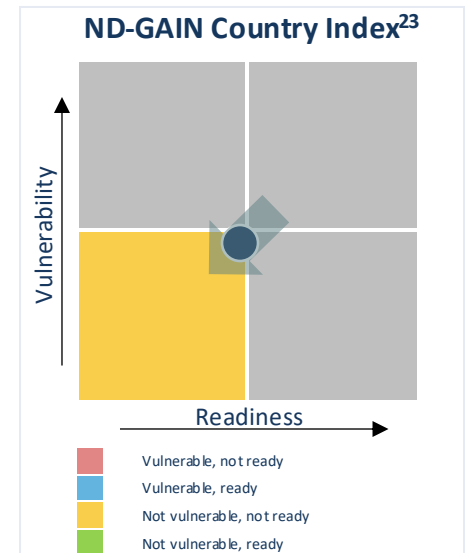 ND-GAIN Country Index23
Vulnerability
Readiness
Vulnerable, not ready
Vulnerable, ready
Not vulnerable, not ready
Not vulnerable, ready